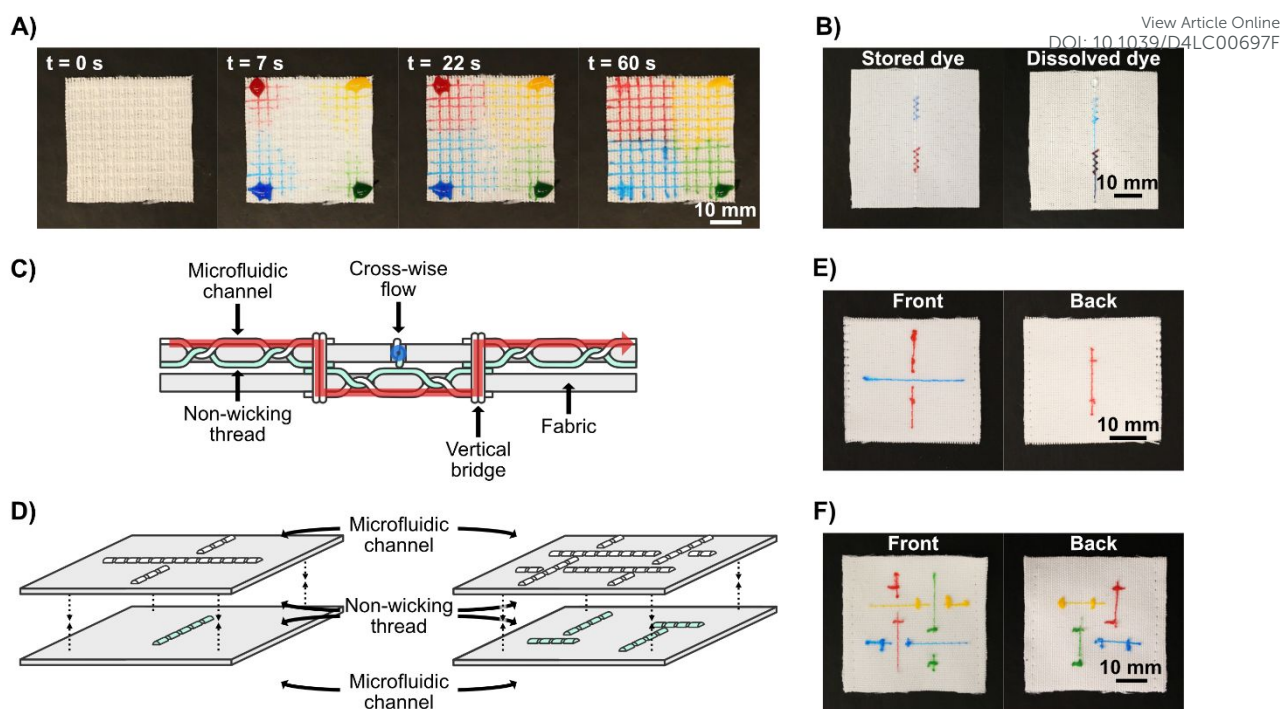 View Article Online
DOI: 10.1039/D4LC00697F
A)
t = 0 s
t = 7 s
t = 22 s
t = 60 s
10 mm
B)
Stored dye
Dissolved dye
10 mm
C)
Microfluidic
channel
Cross-wise
flow
Non-wicking
thread
Vertical
bridge
Fabric
E)
Front
Back
10 mm
D)
Microfluidic
channel
Non-wicking
thread
Microfluidic
channel
F)
Front
Back
10 mm